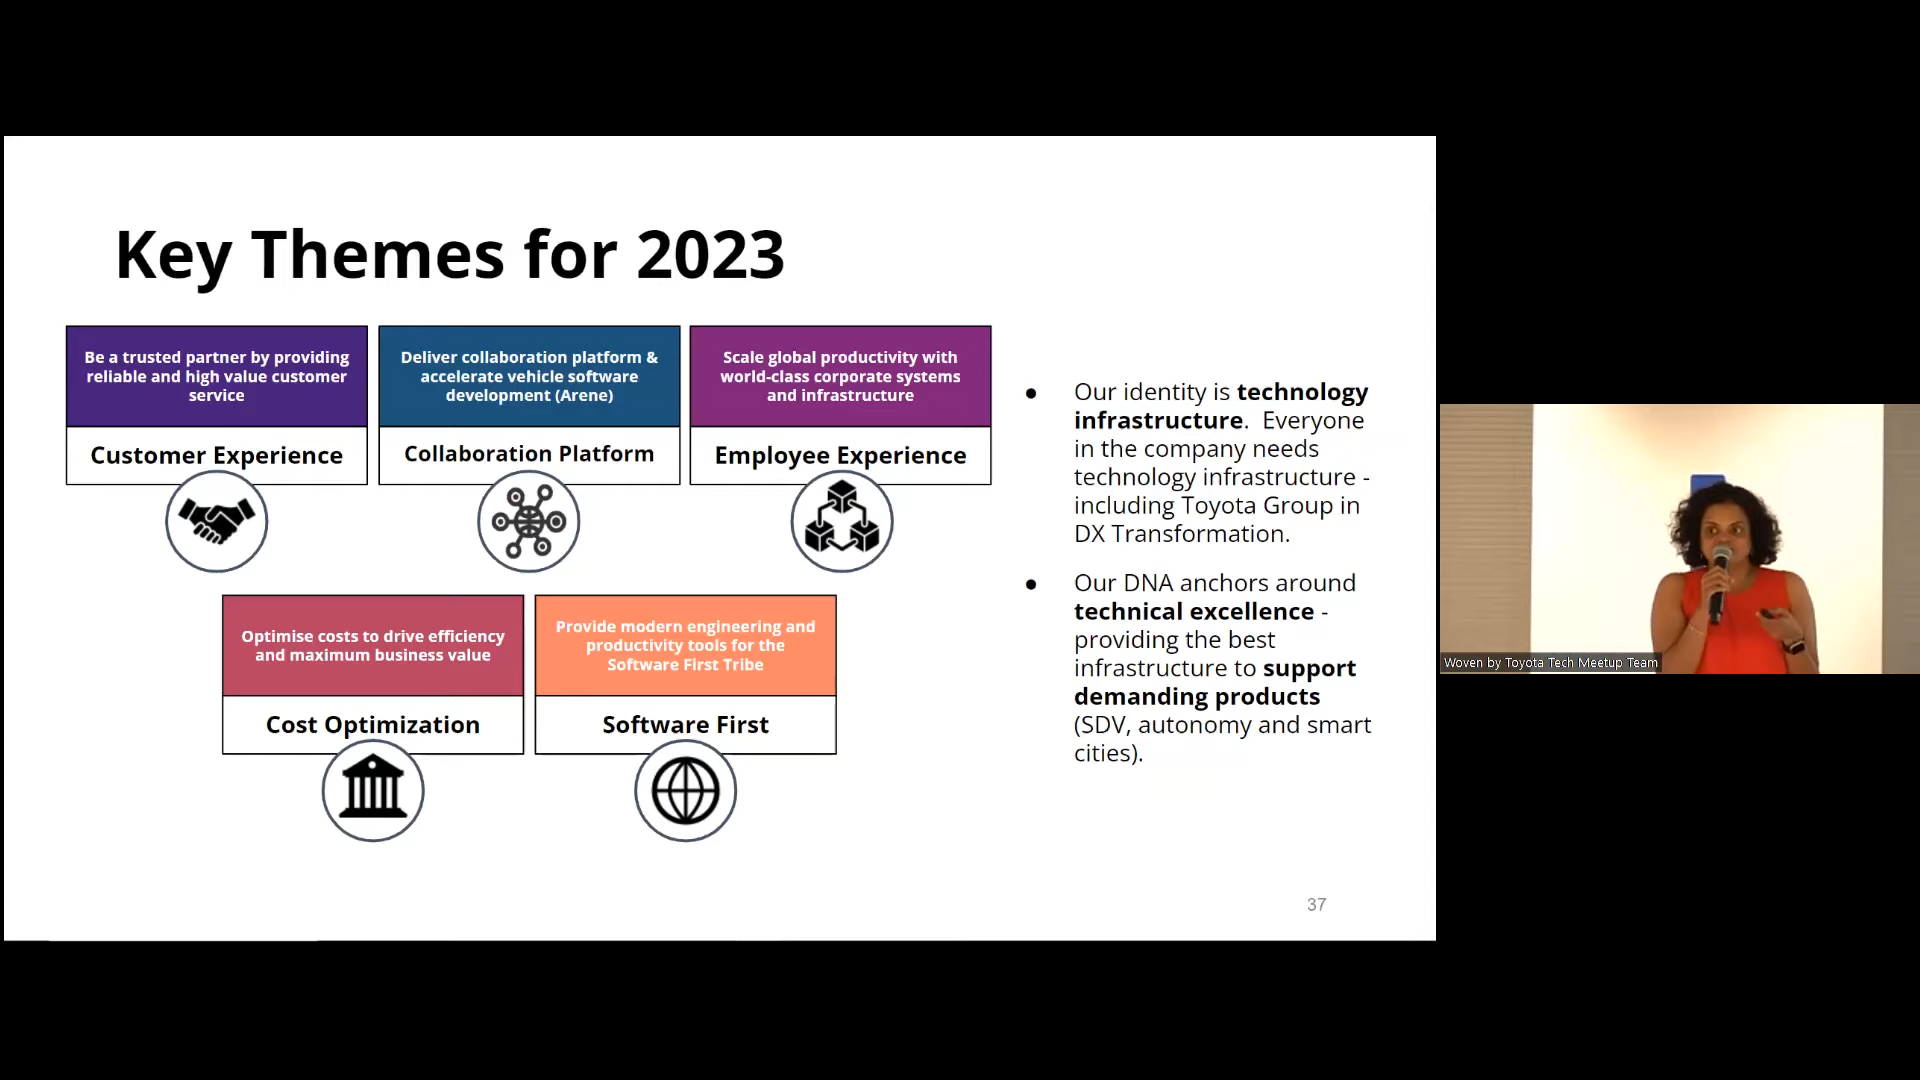 Key Themes for 2023
Be a trusted partner by providing
reliable and high value customer
service
Customer Experience
Deliver collaboration platform &
accelerate vehicle software
development (Arene)
Collaboration Platform
Scale global productivity with
world-class corporate systems
and infrastructure
Employee Experience
Optimise costs to drive efficiency
and maximum business value
Cost Optimization
Provide modern engineering and
productivity tools for the
Software First Tribe
Software First
● Our identity is technology
infrastructure. Everyone
in the company needs
technology infrastructure -
including Toyota Group in
DX Transformation.
● Our DNA anchors around
technical excellence -
providing the best
infrastructure to support
demanding products
(SDV, autonomy and smart
cities).
37
Woven by Toyota Tech Meetup Team